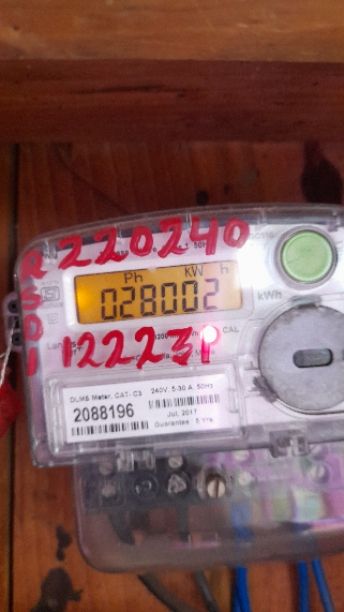 220240
Ph KW h
028002
kWh
CAL
122231
DLMS Meter, CAT- C3 240V, 5-30 A, 50Hz
2088196
Jul, 2017
Guarantee 5 Yrs